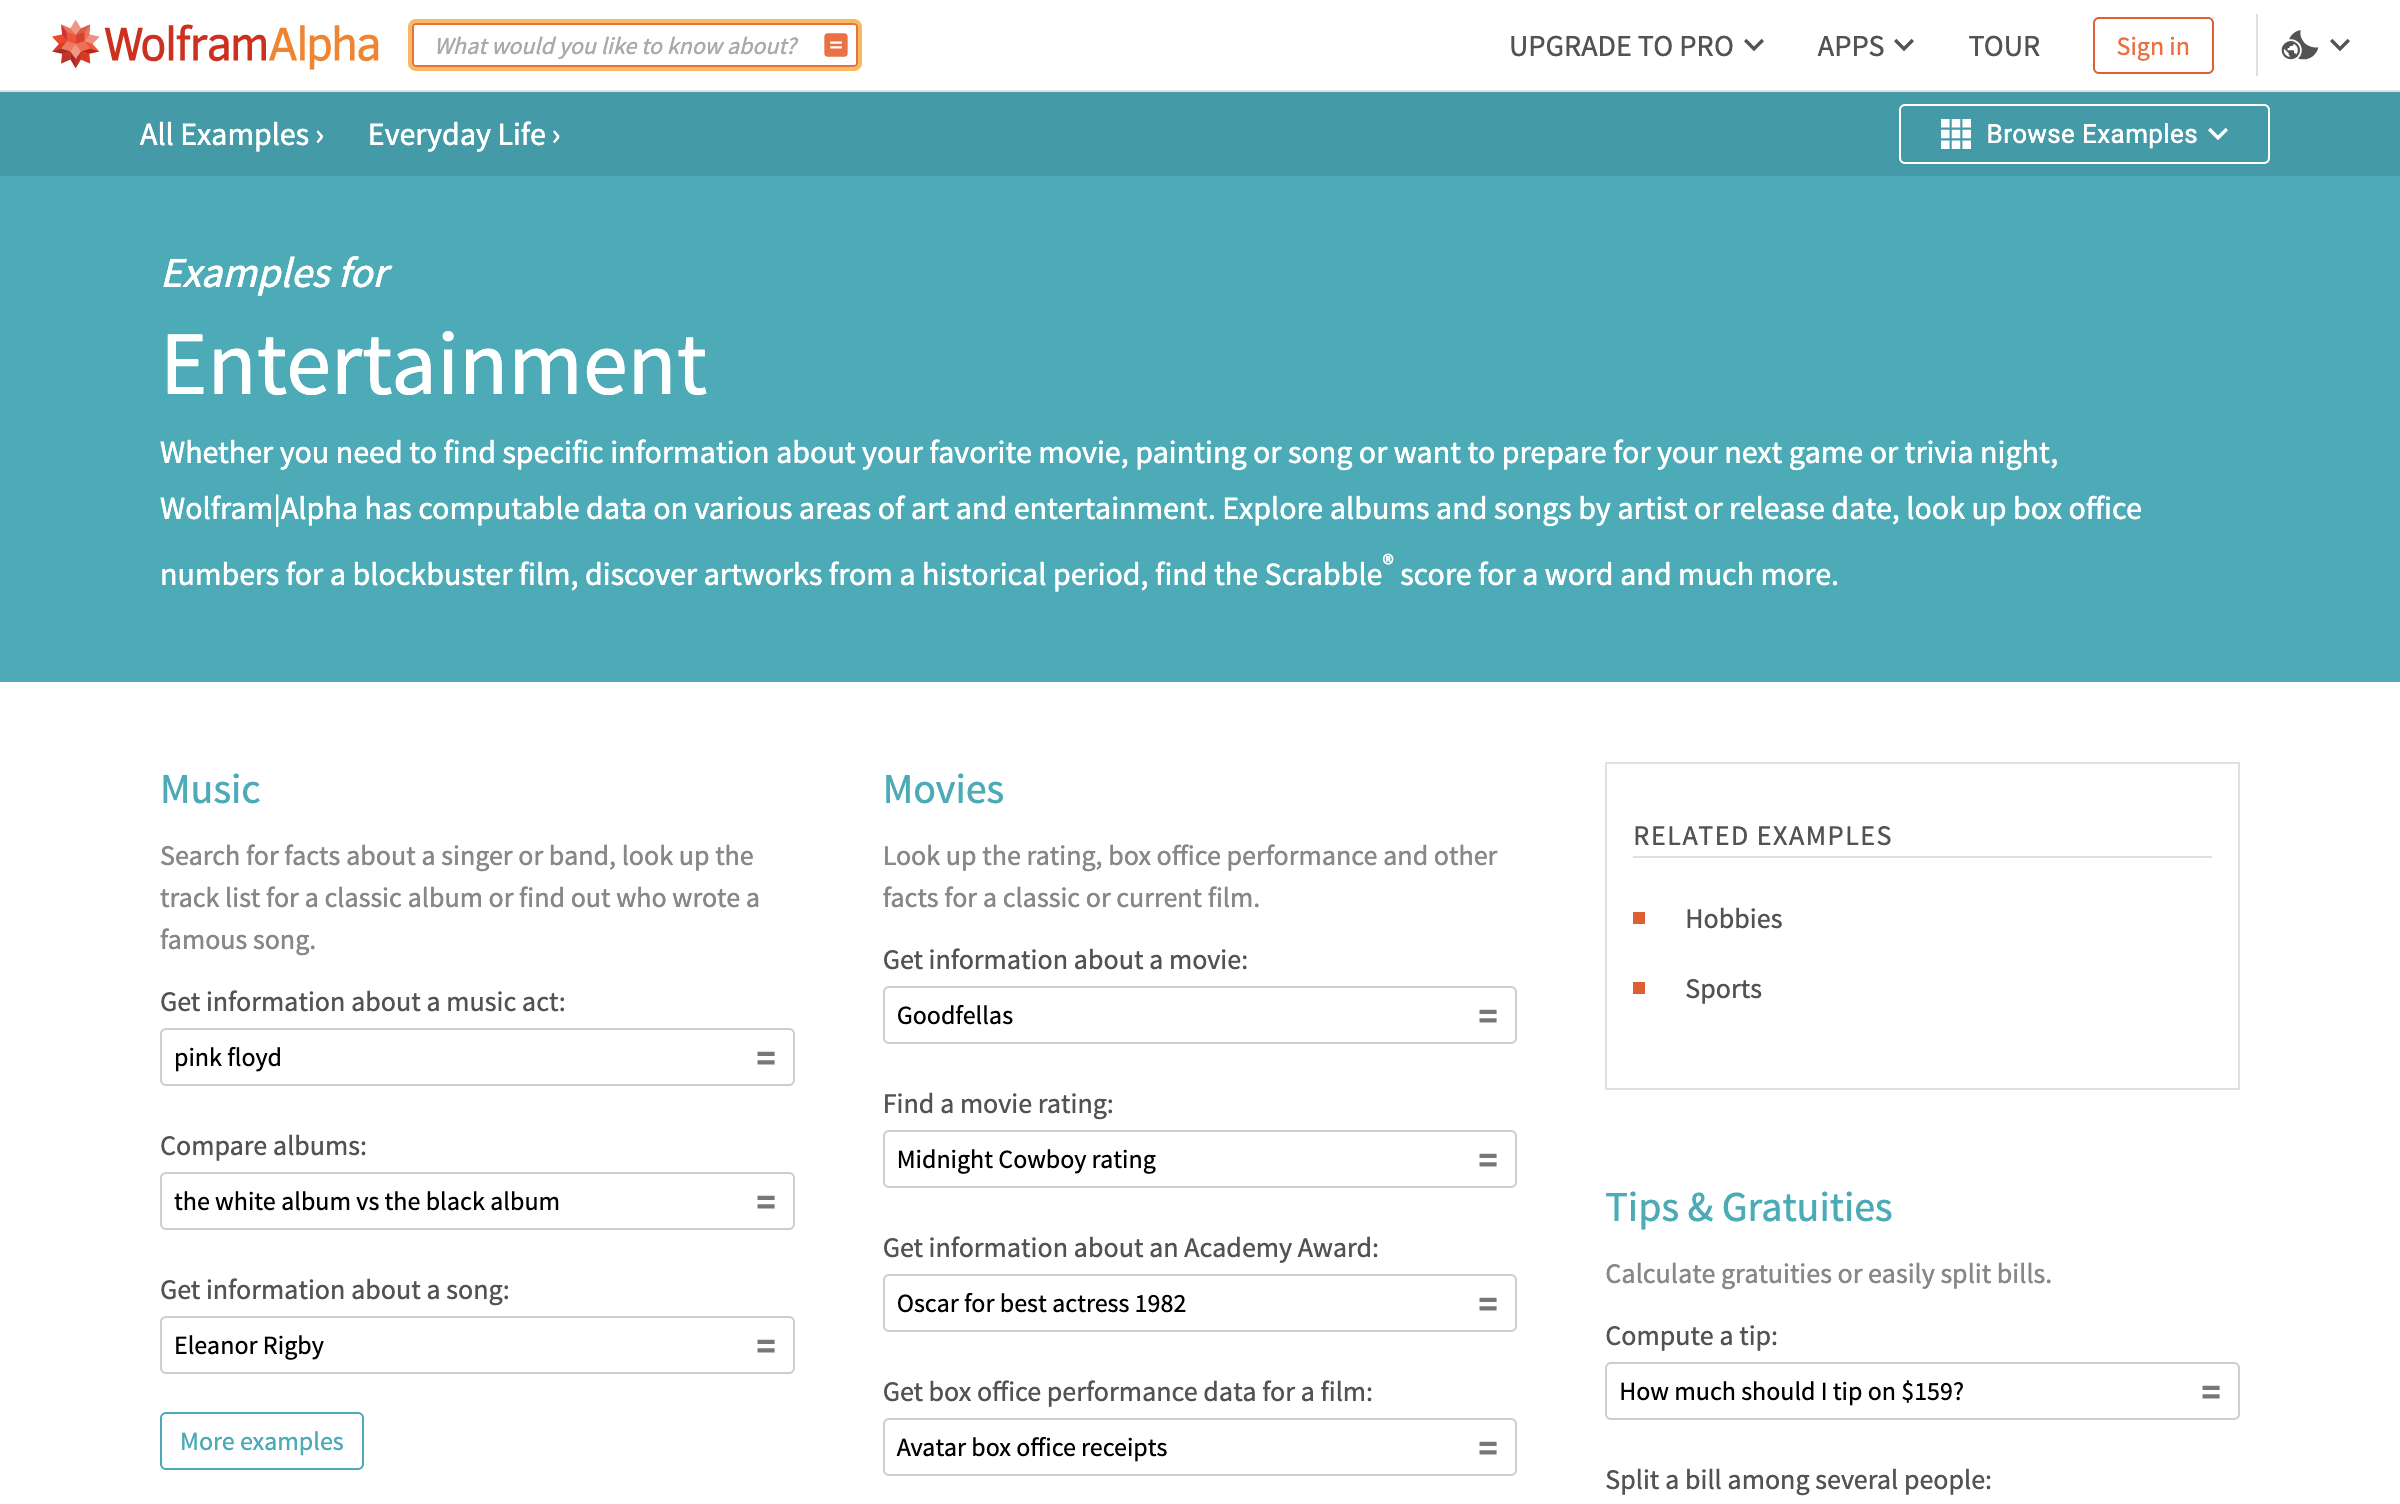 WolframAlpha
What would you like to know about?
UPGRADE TO PRO
APPS
TOUR
Sign in
All Examples ›
Everyday Life ›
Browse Examples
Examples for
Entertainment
Whether you need to find specific information about your favorite movie, painting or song or want to prepare for your next game or trivia night,
Wolfram|Alpha has computable data on various areas of art and entertainment. Explore albums and songs by artist or release date, look up box office
numbers for a blockbuster film, discover artworks from a historical period, find the Scrabble® score for a word and much more.
Music
Search for facts about a singer or band, look up the
track list for a classic album or find out who wrote a
famous song.
Get information about a music act:
pink floyd
Compare albums:
the white album vs the black album
Get information about a song:
Eleanor Rigby
More examples
Movies
Look up the rating, box office performance and other
facts for a classic or current film.
Get information about a movie:
Goodfellas
Find a movie rating:
Midnight Cowboy rating
Get information about an Academy Award:
Oscar for best actress 1982
Get box office performance data for a film:
Avatar box office receipts
RELATED EXAMPLES
Hobbies
Sports
Tips & Gratuities
Calculate gratuities or easily split bills.
Compute a tip:
How much should I tip on $159?
Split a bill among several people: